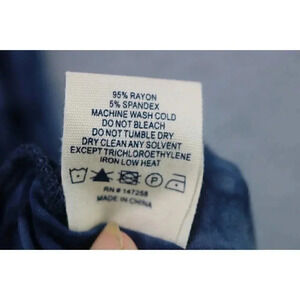 95% RAYON
5% SPANDEX
MACHINE WASH COLD
DO NOT BLEACH
DO NOT TUMBLE DRY
DRY CLEAN ANY SOLVENT
EXCEPT TRICHLOROETHYLENE
IRON LOW HEAT
P
RN # 147258
MADE IN CHINA